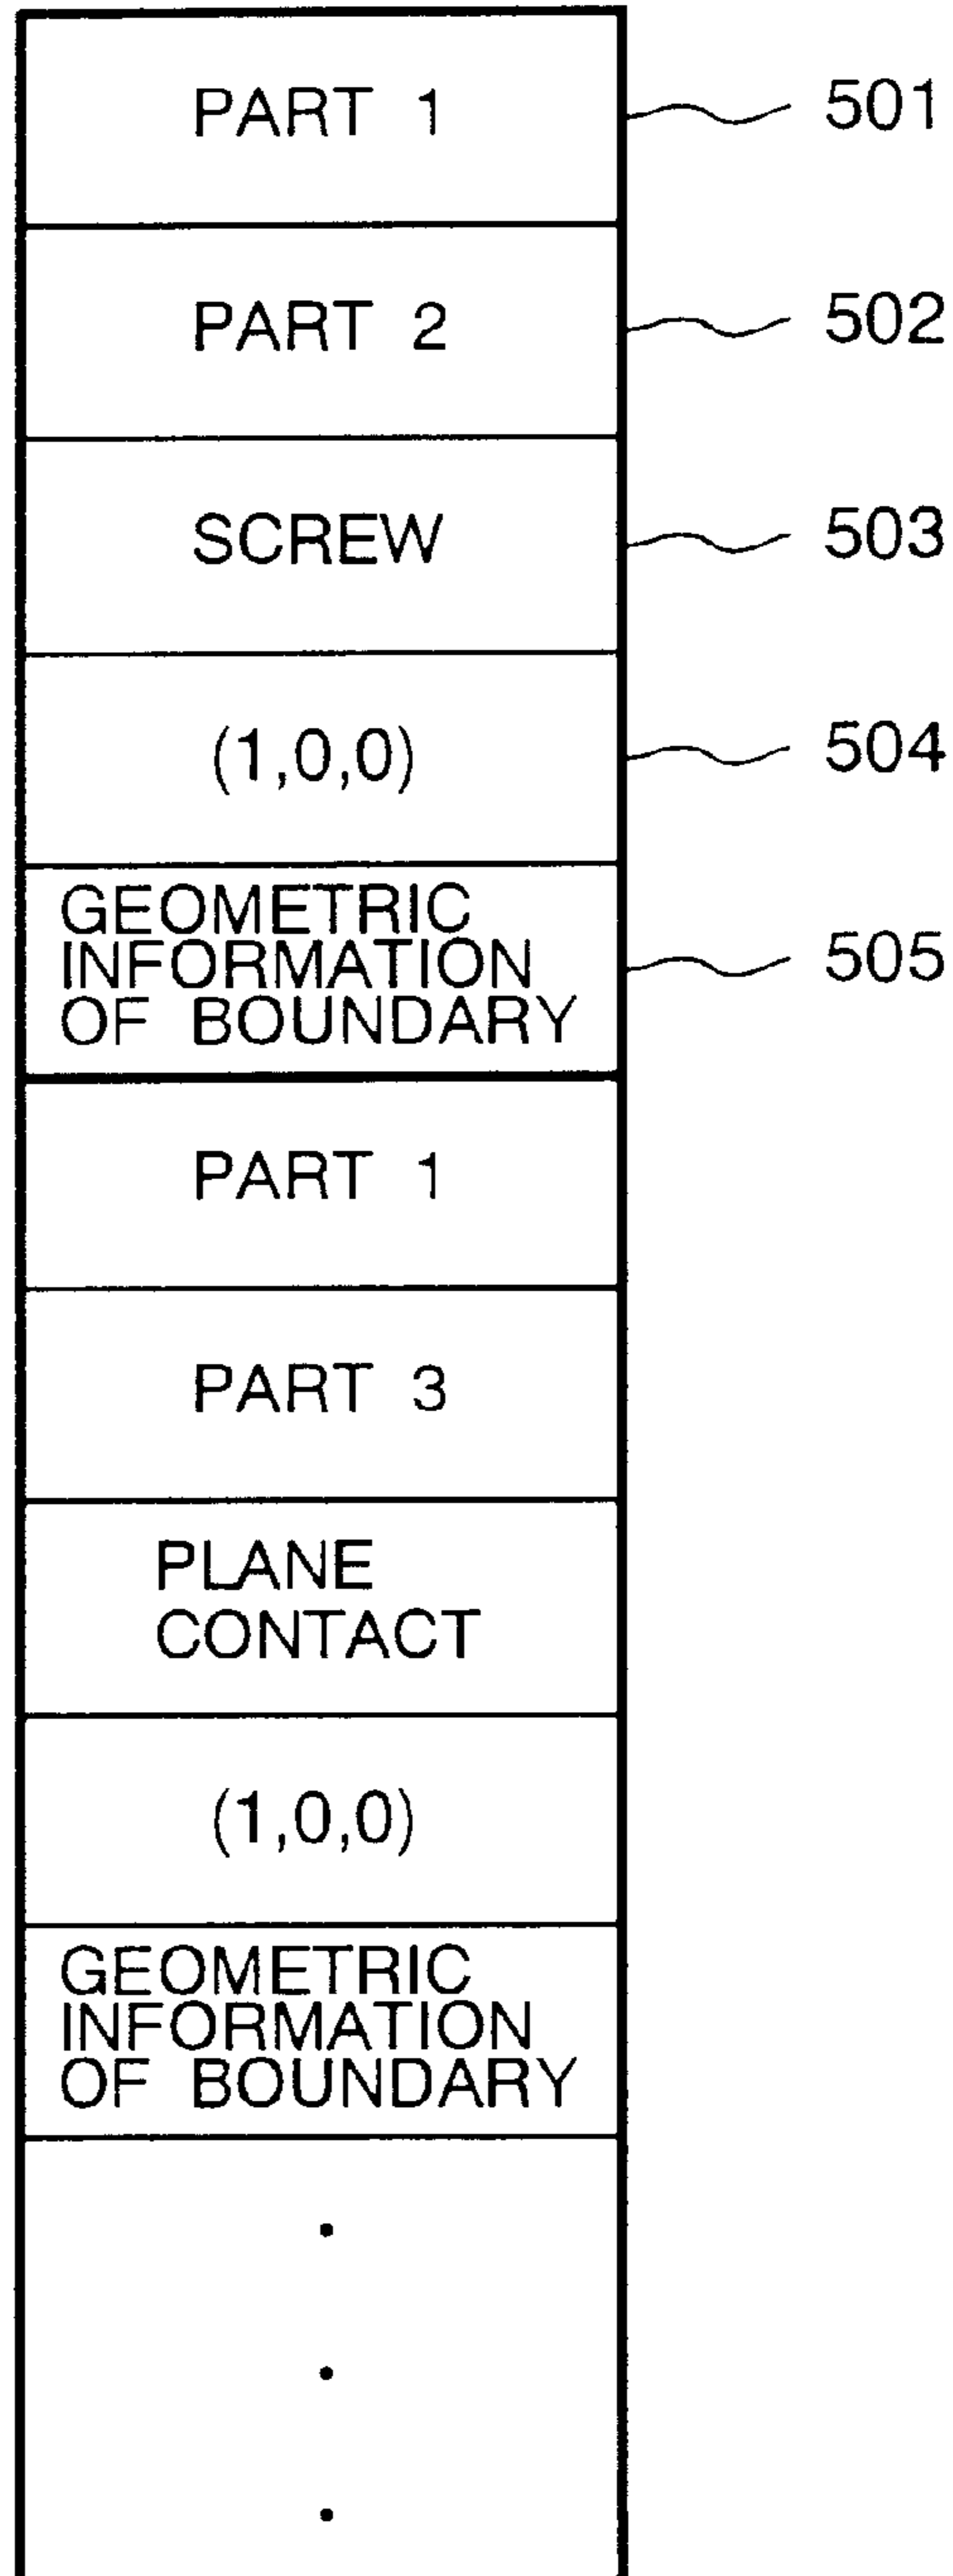 PART 1
501
PART 2
502
SCREW
503
(1,0,0)
504
GEOMETRIC
INFORMATION
OF BOUNDARY
505
PART 1
PART 3
PLANE
CONTACT
(1,0,0)
GEOMETRIC
INFORMATION
OF BOUNDARY